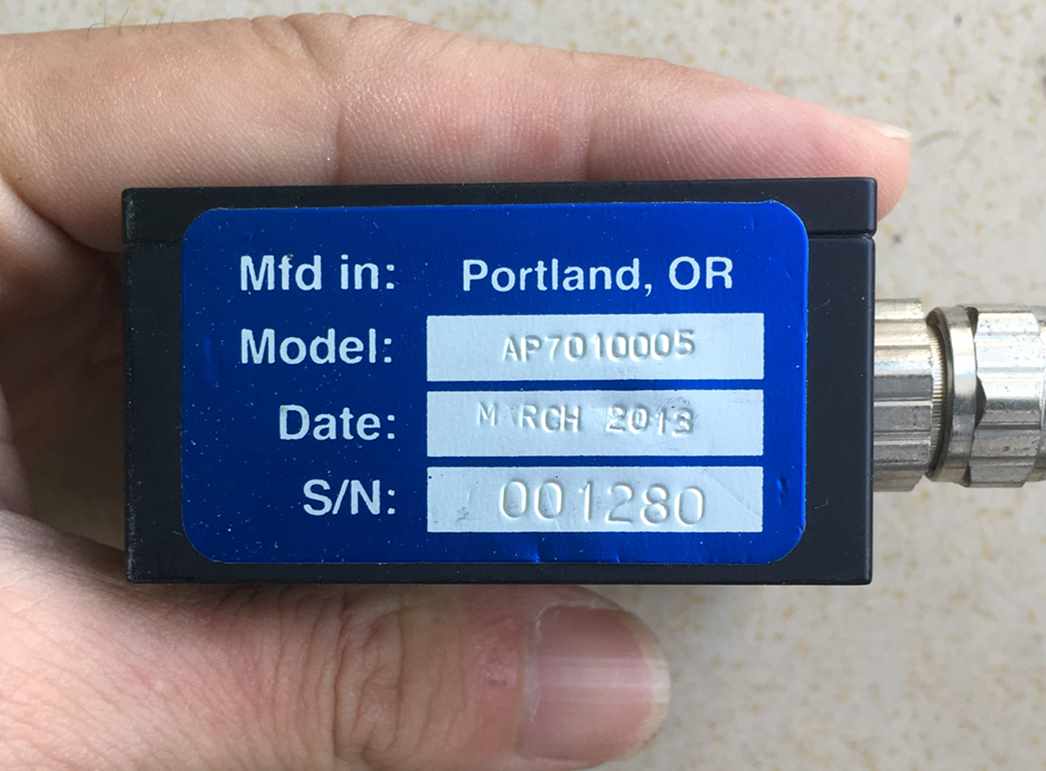 Mfd in: Portland, OR
Model: AP7010005
Date: M RCH 2013
S/N: 001280